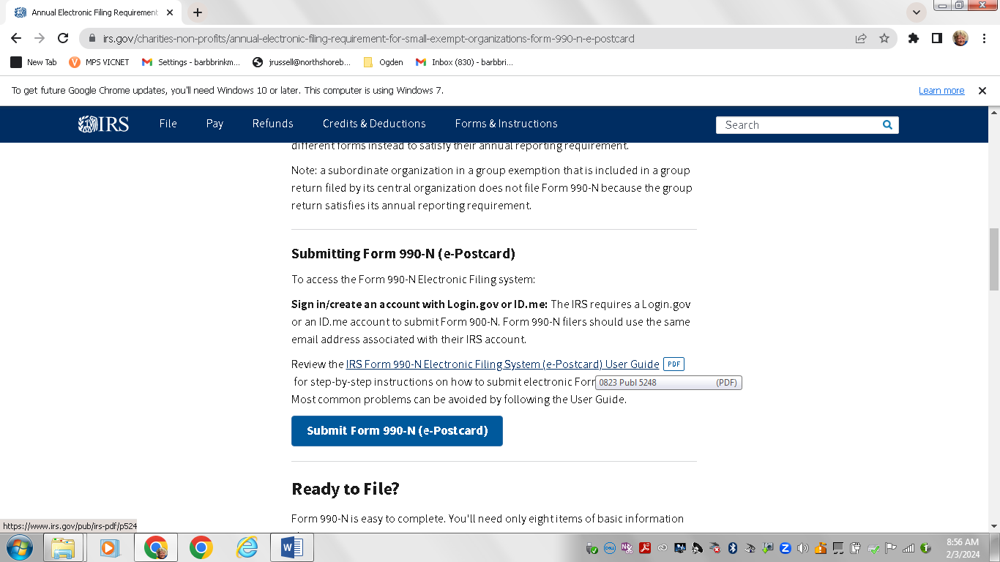 Annual Electronic Filing Requirement
irs.gov/charities-non-profits/annual-electronic-filing-requirement-for-small-exempt-organizations-form-990-n-e-postcard
New Tab MPS VICNET Settings - barbbrinkm... jrussell@northshoreb... Ogden Inbox (830) - barbbri...
To get future Google Chrome updates, you'll need Windows 10 or later. This computer is using Windows 7. Learn more
IRS File Pay Refunds Credits & Deductions Forms & Instructions Search
different forms instead to satisfy their annual reporting requirement.
Note: a subordinate organization in a group exemption that is included in a group
return filed by its central organization does not file Form 990-N because the group
return satisfies its annual reporting requirement.
Submitting Form 990-N (e-Postcard)
To access the Form 990-N Electronic Filing system:
Sign in/create an account with Login.gov or ID.me: The IRS requires a Login.gov
or an ID.me account to submit Form 900-N. Form 990-N filers should use the same
email address associated with their IRS account.
Review the IRS Form 990-N Electronic Filing System (e-Postcard) User Guide PDF
for step-by-step instructions on how to submit electronic For
0823 Publ 5248 (PDF)
Most common problems can be avoided by following the User Guide.
Submit Form 990-N (e-Postcard)
Ready to File?
Form 990-N is easy to complete. You'll need only eight items of basic information
https://www.irs.gov/pub/irs-pdf/p524
8:56 AM
2/3/2024